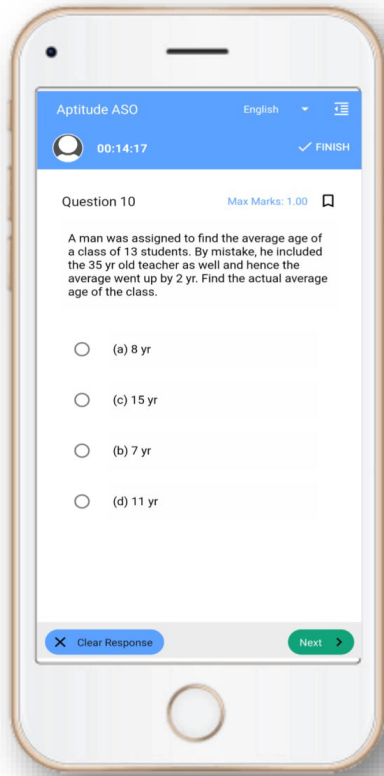 Aptitude ASO English
00:14:17 FINISH
Question 10 Max Marks: 1.00
A man was assigned to find the average age of
a class of 13 students. By mistake, he included
the 35 yr old teacher as well and hence the
average went up by 2 yr. Find the actual average
age of the class.
(a) 8 yr
(c) 15 yr
(b) 7 yr
(d) 11 yr
Clear Response Next